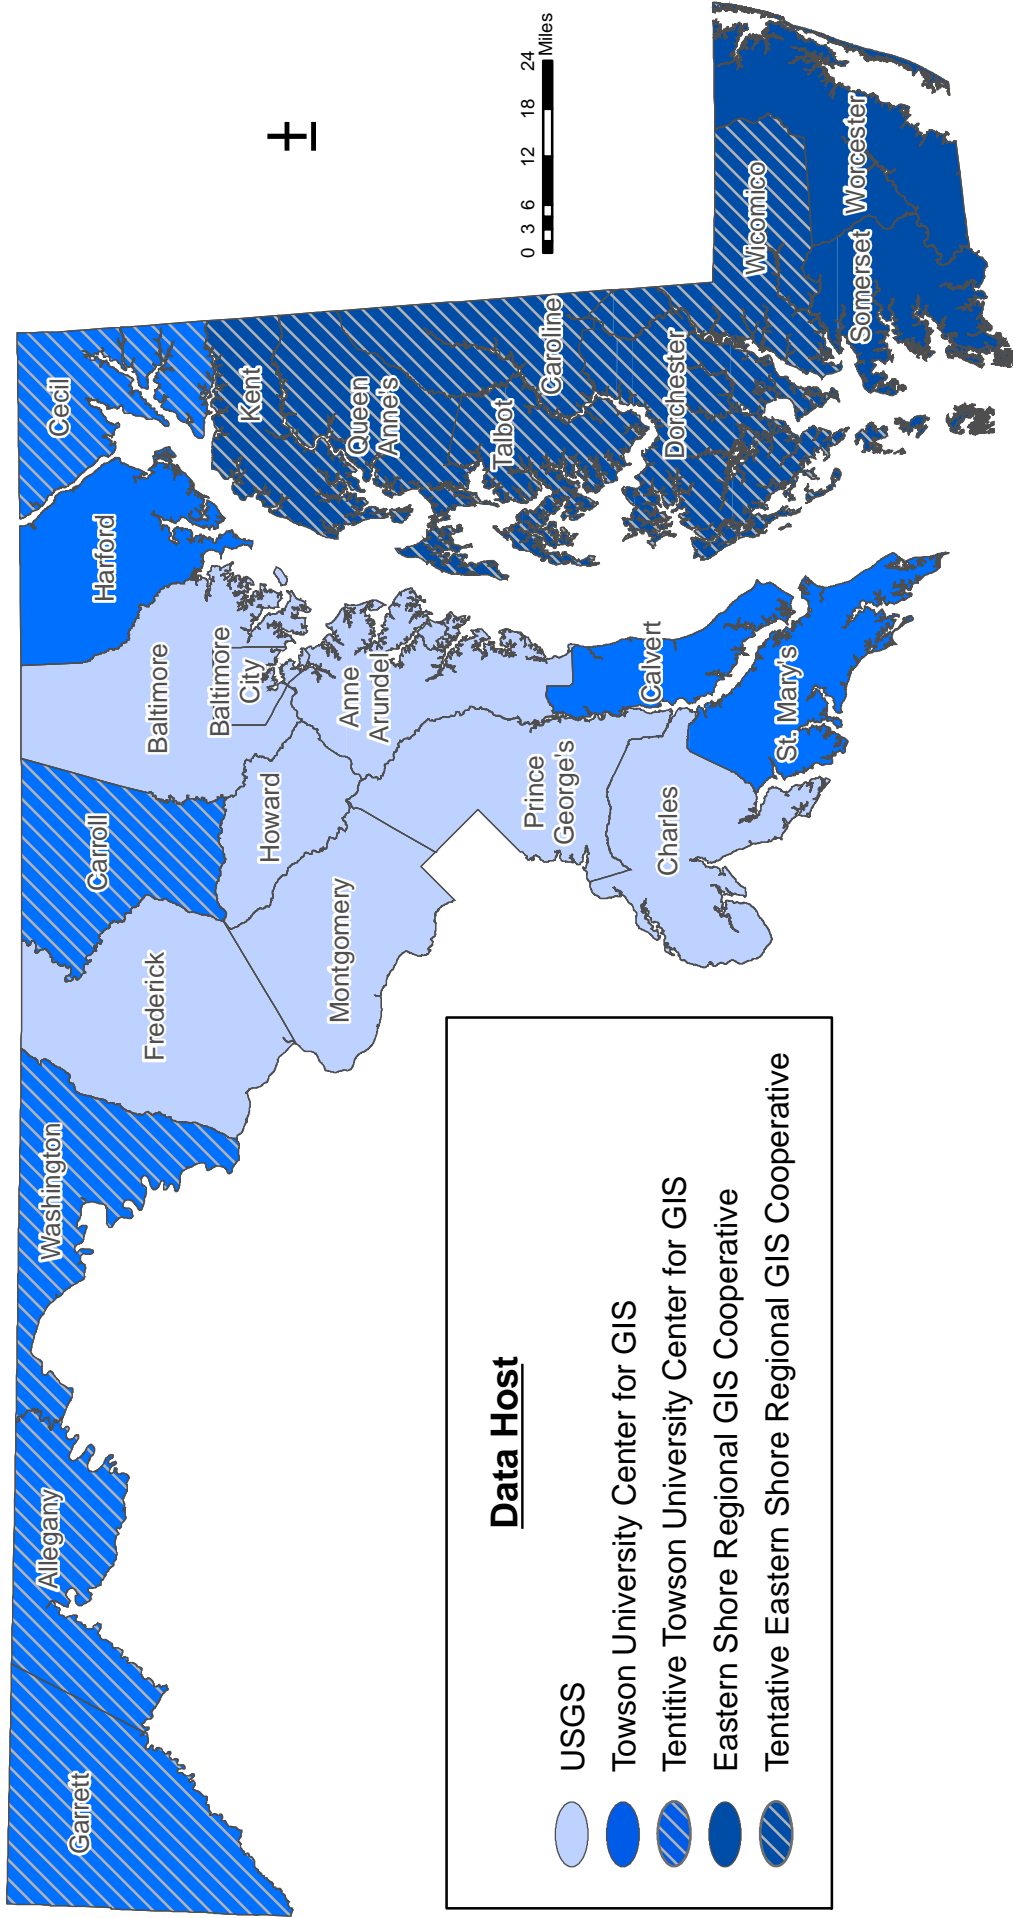 Garrett
Allegany
Washington
Frederick
Carroll
Baltimore
Baltimore
City
Harford
Cecil
Montgomery
Howard
Anne
Arundel
Prince
George's
Charles
Calvert
St. Mary's
Kent
Queen
Anne's
Talbot
Caroline
Dorchester
Wicomico
Somerset
Worcester
0 3 6 12 18 24
Miles
Data Host
USGS
Towson University Center for GIS
Tentitive Towson University Center for GIS
Eastern Shore Regional GIS Cooperative
Tentative Eastern Shore Regional GIS Cooperative